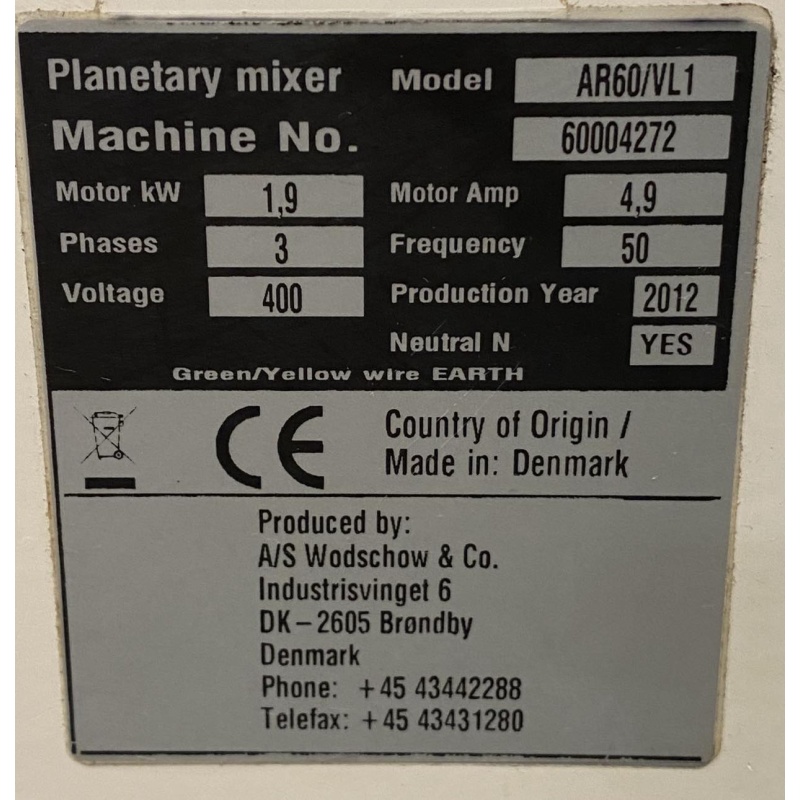 Planetary mixer Model AR60/VL1
Machine No. 60004272
Motor kW 1,9 Motor Amp 4,9
Phases 3 Frequency 50
Voltage 400 Production Year 2012
Neutral N YES
Green/Yellow wire EARTH
CE
Country of Origin /
Made in: Denmark
Produced by:
A/S Wodschow & Co.
Industrisvinget 6
DK – 2605 Brøndby
Denmark
Phone: +45 43442288
Telefax: +45 43431280